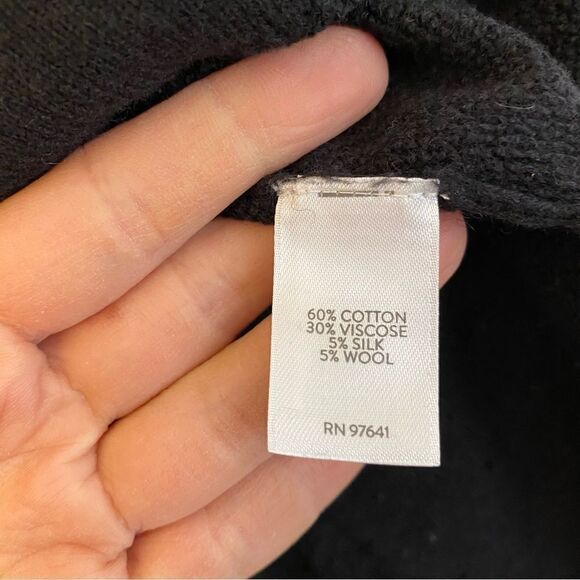 60% COTTON
30% VISCOSE
5% SILK
5% WOOL
RN 97641